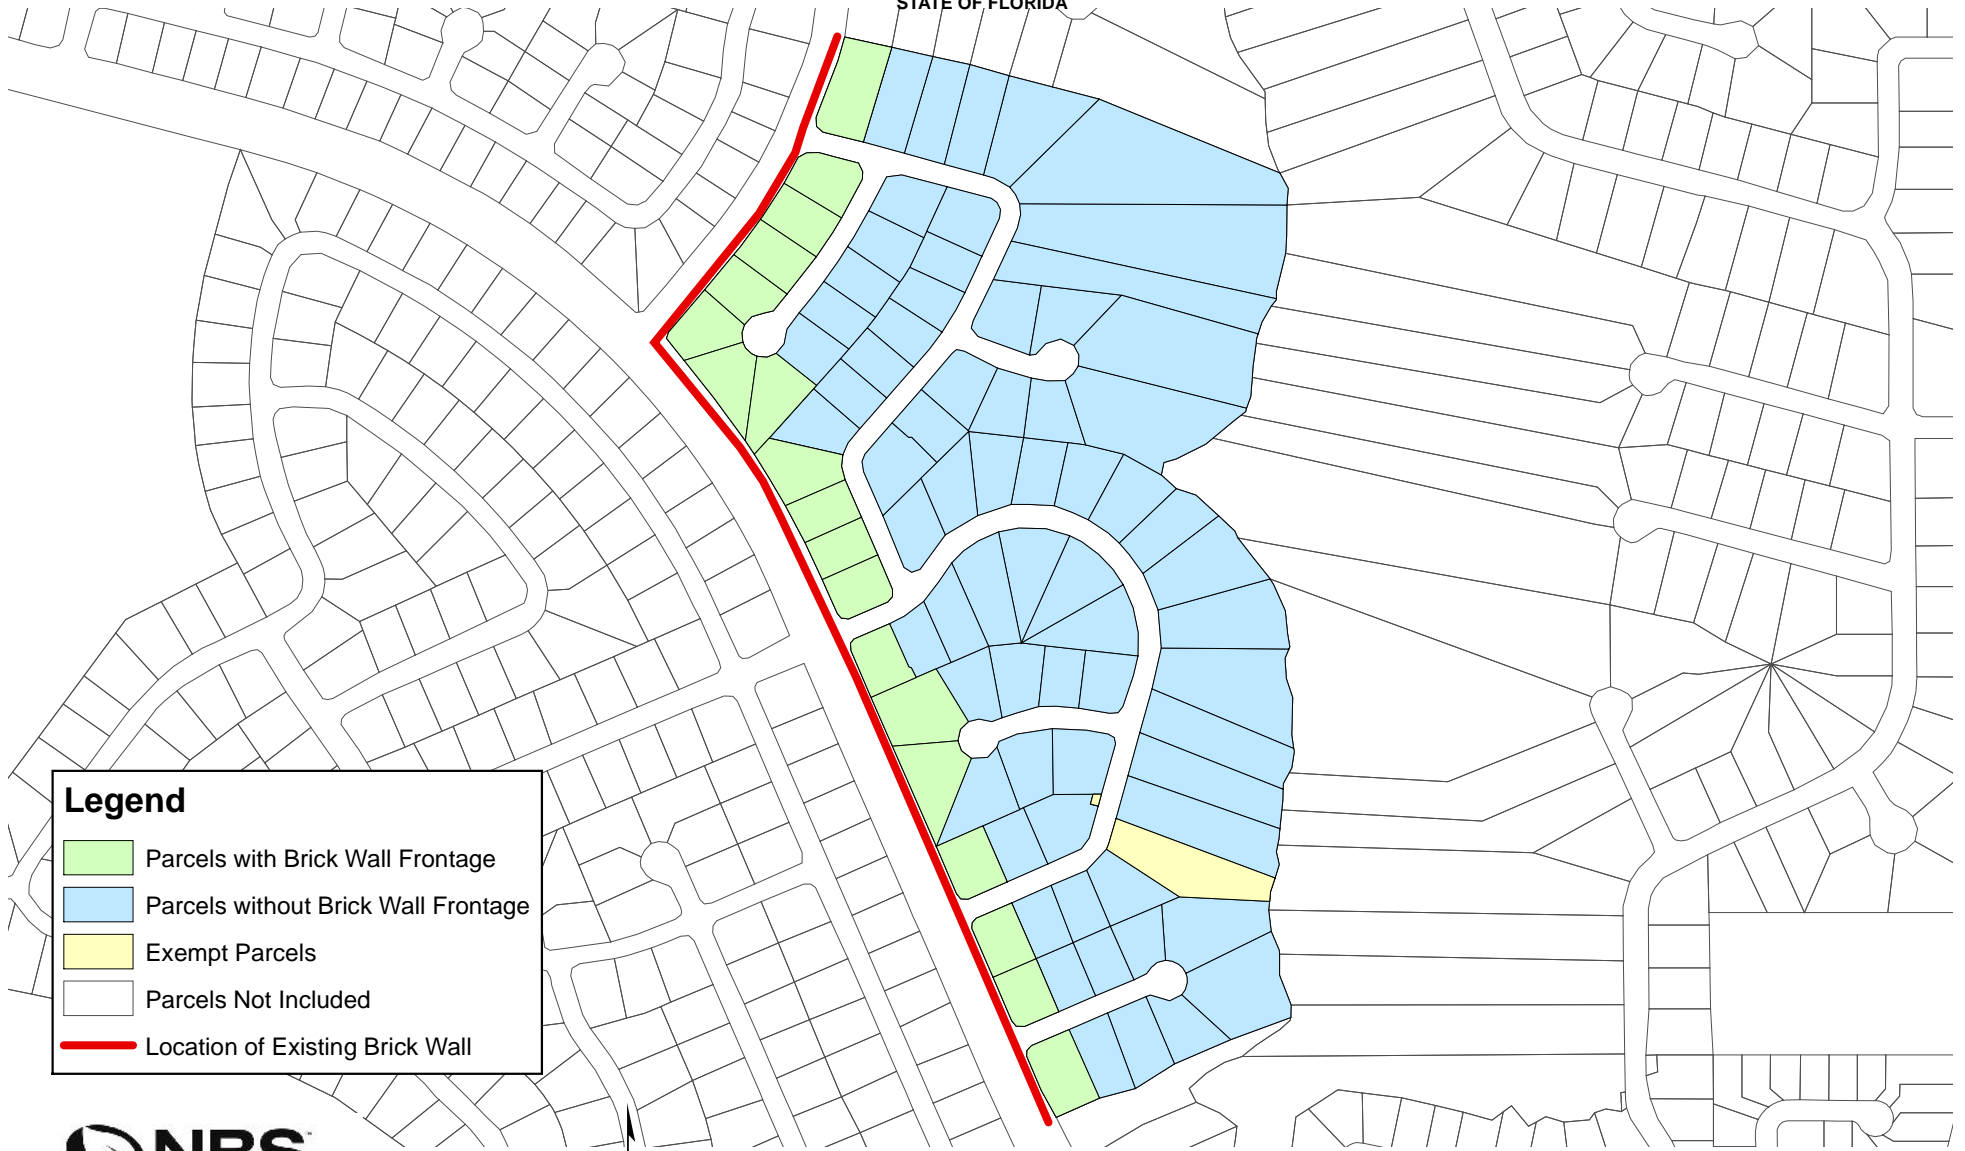 STATE OF FLORIDA
Legend
Parcels with Brick Wall Frontage
Parcels without Brick Wall Frontage
Exempt Parcels
Parcels Not Included
Location of Existing Brick Wall
NBS